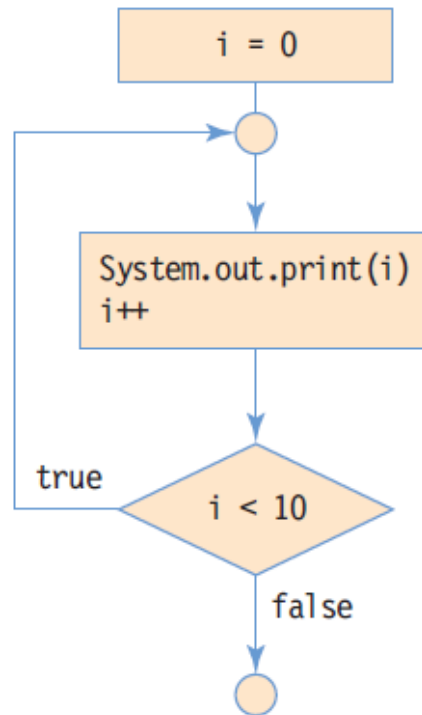 i = 0
System.out.print(i)
i++
i < 10
true
false